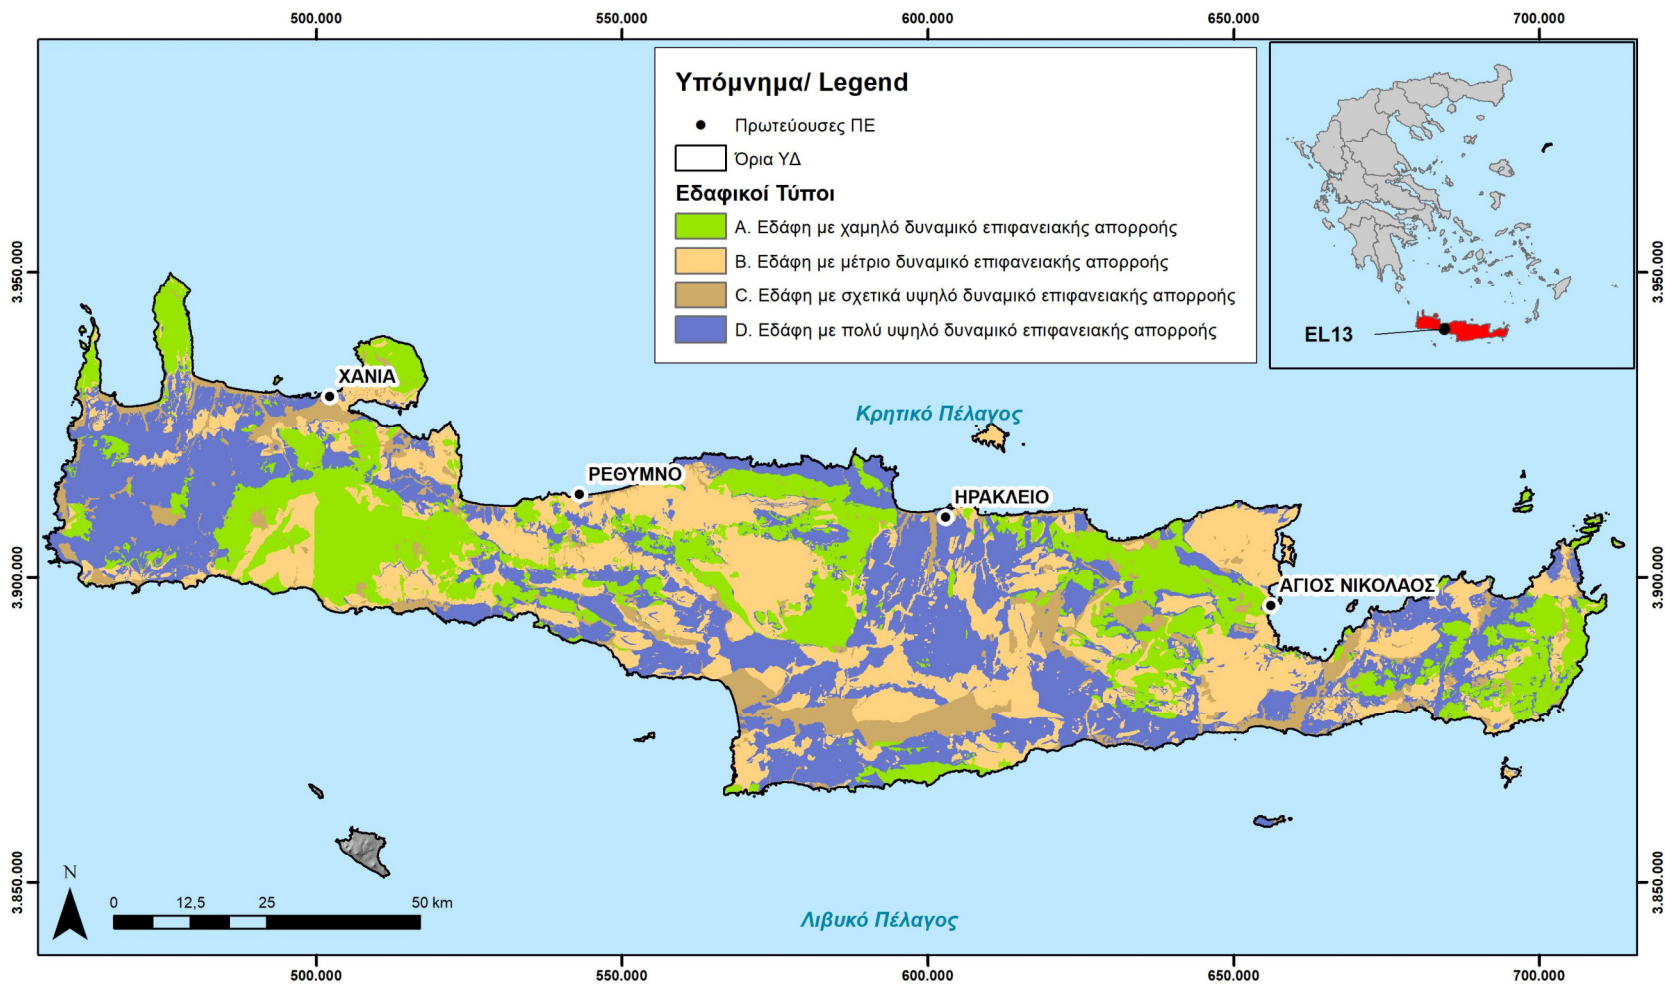 500.000 550.000 600.000 650.000 700.000
Υπόμνημα/ Legend
Πρωτεύουσες ΠΕ
Όρια ΥΔ
Εδαφικοί Τύποι
A. Εδάφη με χαμηλό δυναμικό επιφανειακής απορροής
B. Εδάφη με μέτριο δυναμικό επιφανειακής απορροής
C. Εδάφη με σχετικά υψηλό δυναμικό επιφανειακής απορροής
D. Εδάφη με πολύ υψηλό δυναμικό επιφανειακής απορροής
EL13
3.950.000 3.950.000
ΧΑΝΙΑ
Κρητικό Πέλαγος
ΡΕΘΥΜΝΟ
ΗΡΑΚΛΕΙΟ
3.900.000 3.900.000
ΑΓΙΟΣ ΝΙΚΟΛΑΟΣ
3.850.000 3.850.000
N
0 12,5 25 50 km
Λιβυκό Πέλαγος
500.000 550.000 600.000 650.000 700.000